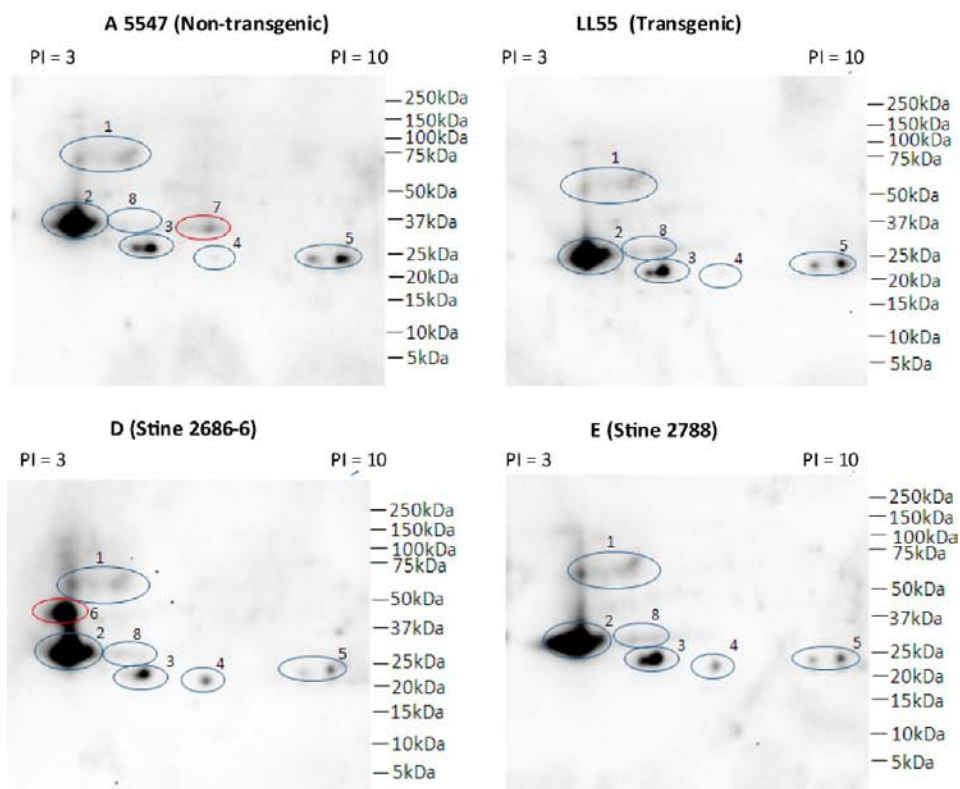 A 5547 (Non-transgenic)
PI = 3
PI = 10
250kDa
150kDa
100kDa
75kDa
50kDa
37kDa
25kDa
20kDa
15kDa
10kDa
5kDa
1
2
8
7
3
4
5
LL55 (Transgenic)
PI = 3
PI = 10
250kDa
150kDa
100kDa
75kDa
50kDa
37kDa
25kDa
20kDa
15kDa
10kDa
5kDa
1
2
8
3
4
5
D (Stine 2686-6)
PI = 3
PI = 10
250kDa
150kDa
100kDa
75kDa
50kDa
37kDa
25kDa
20kDa
15kDa
10kDa
5kDa
1
6
2
8
3
4
5
E (Stine 2788)
PI = 3
PI = 10
250kDa
150kDa
100kDa
75kDa
50kDa
37kDa
25kDa
20kDa
15kDa
10kDa
5kDa
1
2
8
3
4
5